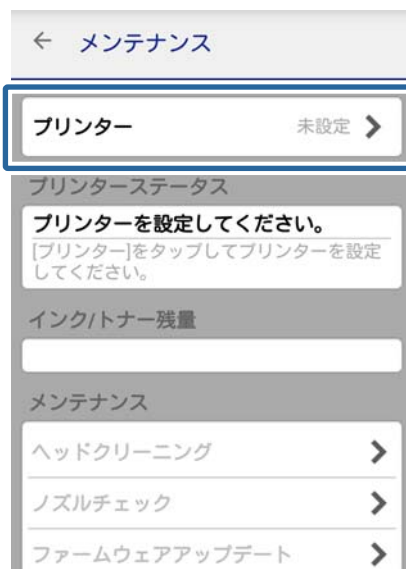 メンテナンス
プリンター 未設定
プリンターステータス
プリンターを設定してください。
[プリンター]をタップしてプリンターを設定
してください。
インク/トナー残量
メンテナンス
ヘッドクリーニング
ノズルチェック
ファームウェアアップデート